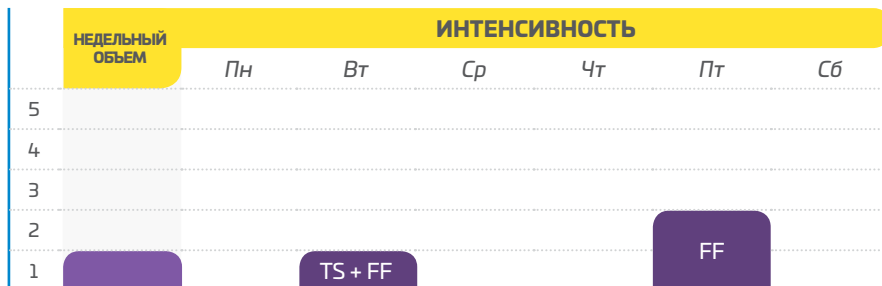 НЕДЕЛЬНЫЙ
ОБЪЕМ
ИНТЕНСИВНОСТЬ
Пн Вт Ср Чт Пт Сб
5
4
3
2
FF
1
TS + FF